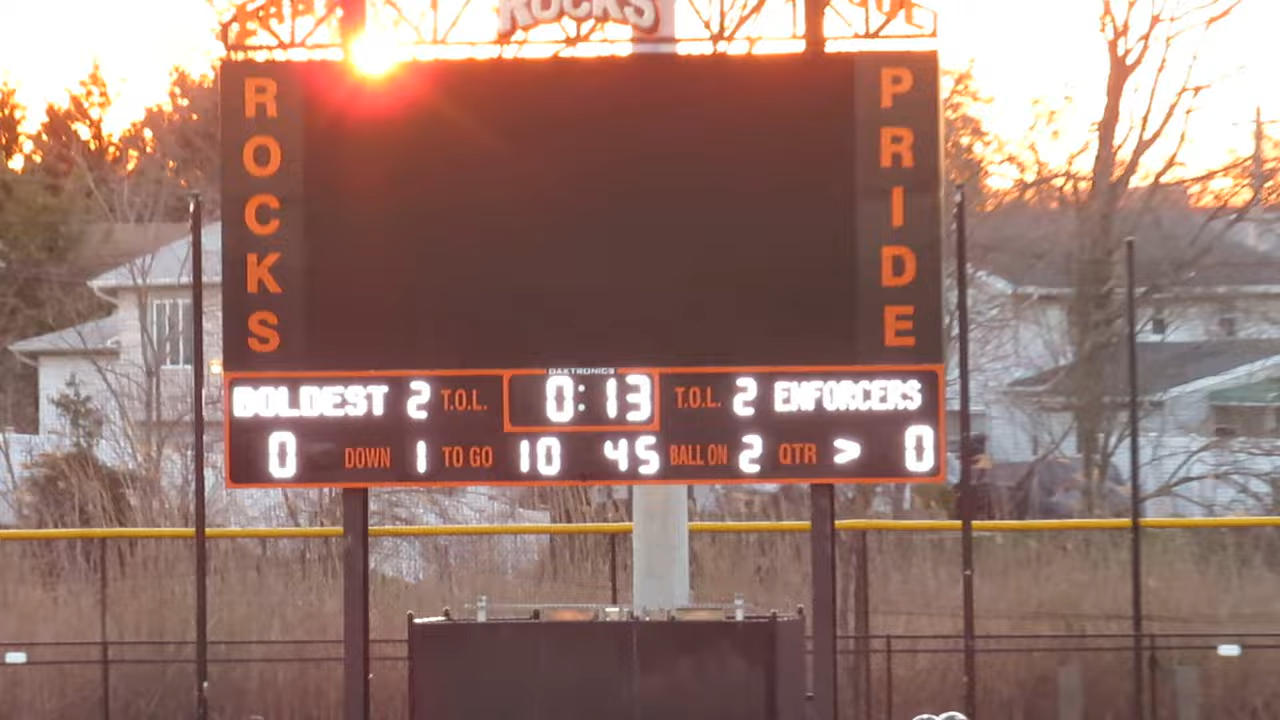 ROCKS
ROCKS
PRIDE
DAKTRONICS
BOLDEST 2 T.O.L. 0:13 T.O.L. 2 ENFORCERS
0 DOWN 1 TO GO 10 45 BALL ON 2 QTR > 0